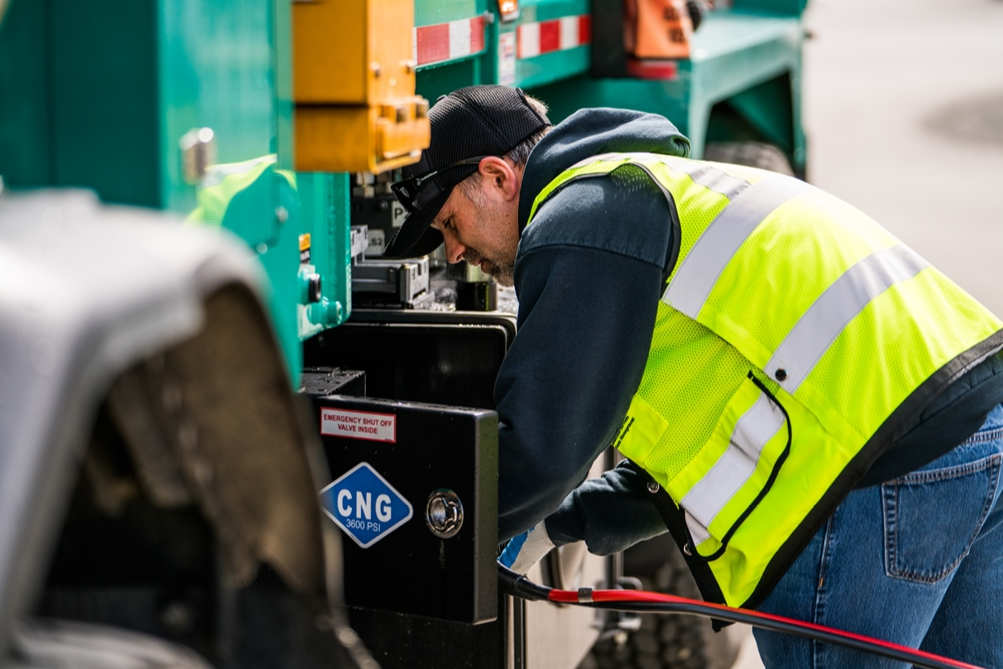 EMERGENCY SHUT OFF
VALVE INSIDE
CNG
3600 PSI